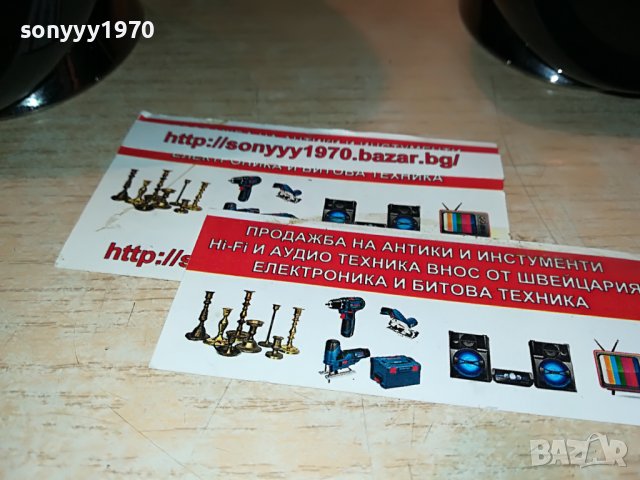 sonyyy1970
http://sonyyy1970.bazar.bg/
ЕЛЕКТРОНИКА И БИТОВА ТЕХНИКА
http://s
ПРОДАЖБА НА АНТИКИ И ИНСТУМЕНТИ
Hi-Fi И АУДИО ТЕХНИКА ВНОС ОТ ШВЕЙЦАРИЯ
ЕЛЕКТРОНИКА И БИТОВА ТЕХНИКА
BAZAR
sonyyy1970